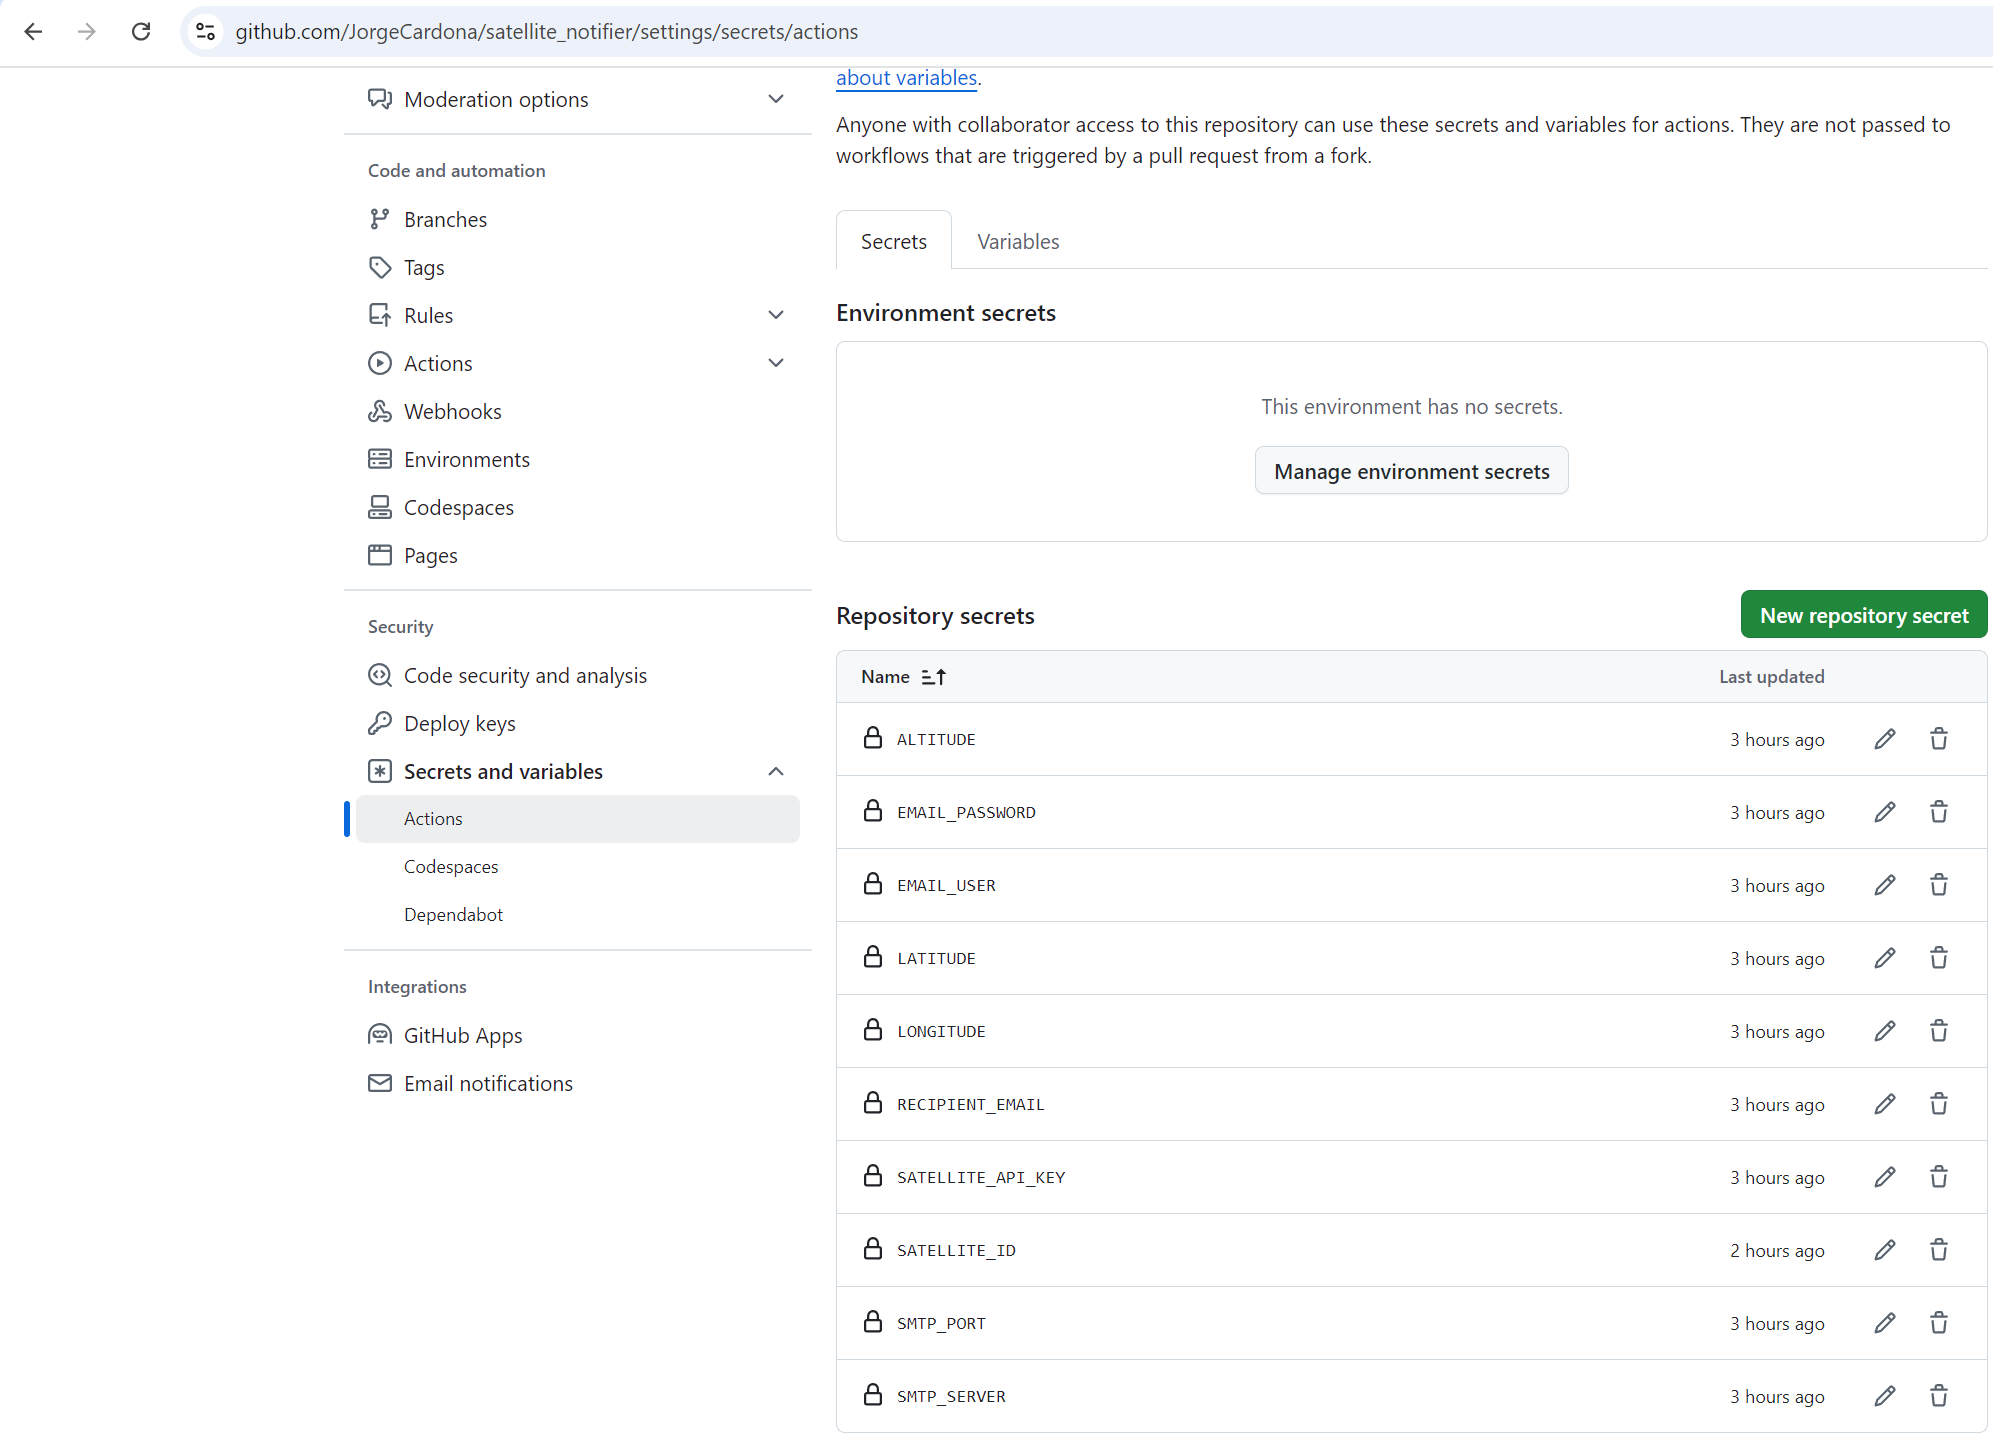 github.com/JorgeCardona/satellite_notifier/settings/secrets/actions
Moderation options
Code and automation
Branches
Tags
Rules
Actions
Webhooks
Environments
Codespaces
Pages
Security
Code security and analysis
Deploy keys
Secrets and variables
Actions
Codespaces
Dependabot
Integrations
GitHub Apps
Email notifications
about variables.
Anyone with collaborator access to this repository can use these secrets and variables for actions. They are not passed to
workflows that are triggered by a pull request from a fork.
Secrets Variables
Environment secrets
This environment has no secrets.
Manage environment secrets
Repository secrets New repository secret
Name Last updated
ALTITUDE 3 hours ago
EMAIL_PASSWORD 3 hours ago
EMAIL_USER 3 hours ago
LATITUDE 3 hours ago
LONGITUDE 3 hours ago
RECIPIENT_EMAIL 3 hours ago
SATELLITE_API_KEY 3 hours ago
SATELLITE_ID 2 hours ago
SMTP_PORT 3 hours ago
SMTP_SERVER 3 hours ago